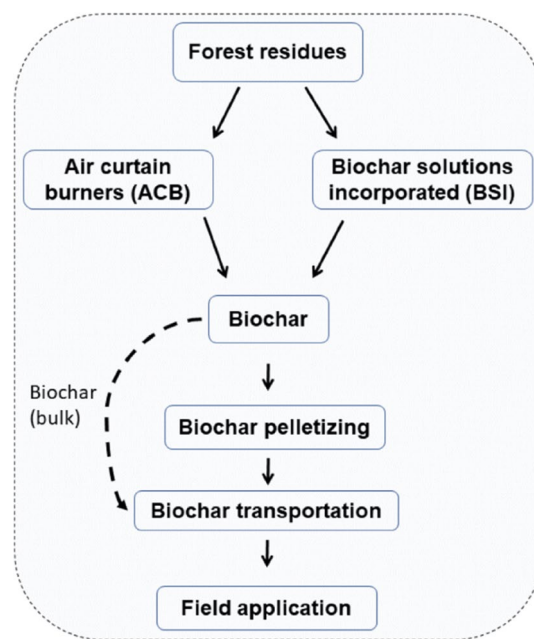 Forest residues
Air curtain
burners (ACB)
Biochar solutions
incorporated (BSI)
Biochar
Biochar
(bulk)
Biochar pelletizing
Biochar transportation
Field application